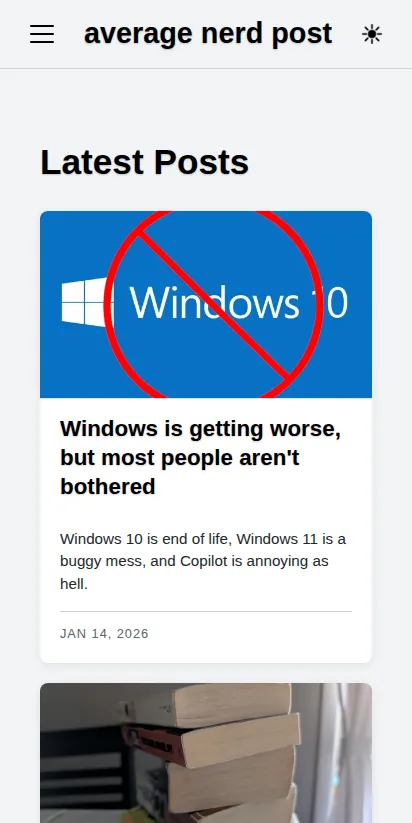 average nerd post
Latest Posts
Windows 10
Windows is getting worse,
but most people aren't
bothered
Windows 10 is end of life, Windows 11 is a
buggy mess, and Copilot is annoying as
hell.
JAN 14, 2026